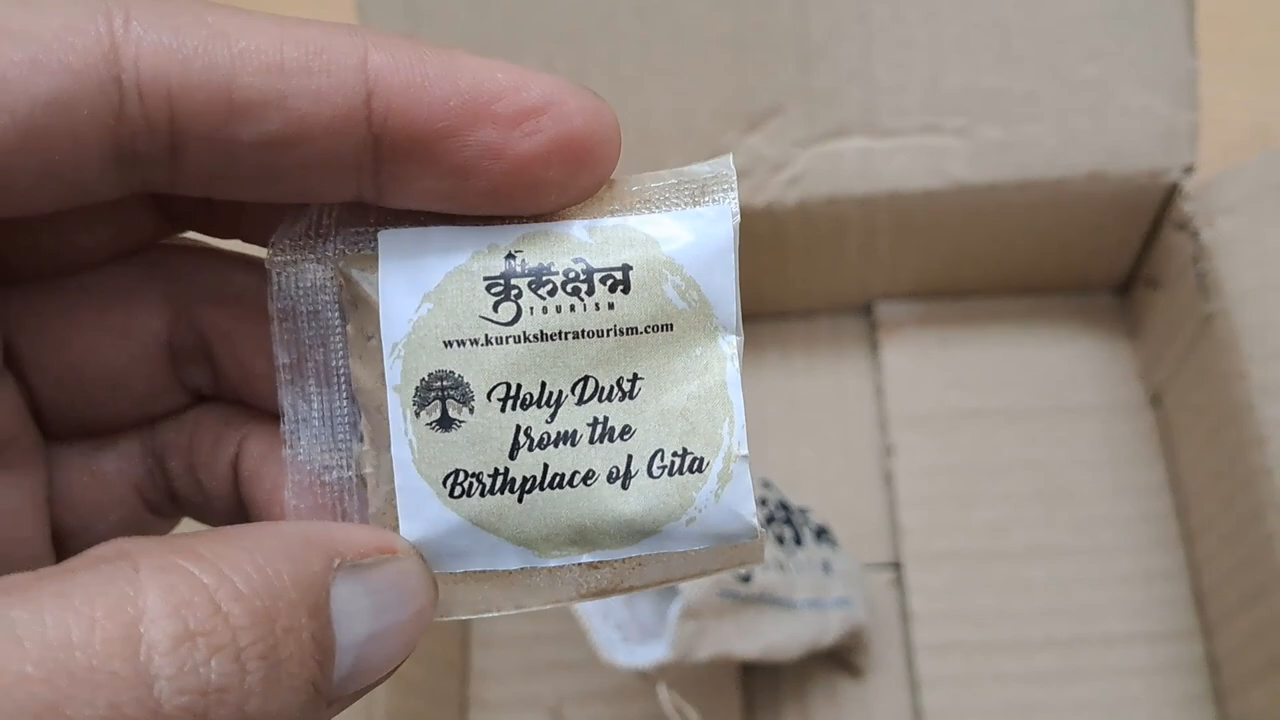 कुरुक्षेत्र
TOURISM
www.kurukshetratourism.com
Holy Dust
from the
Birthplace of Gita